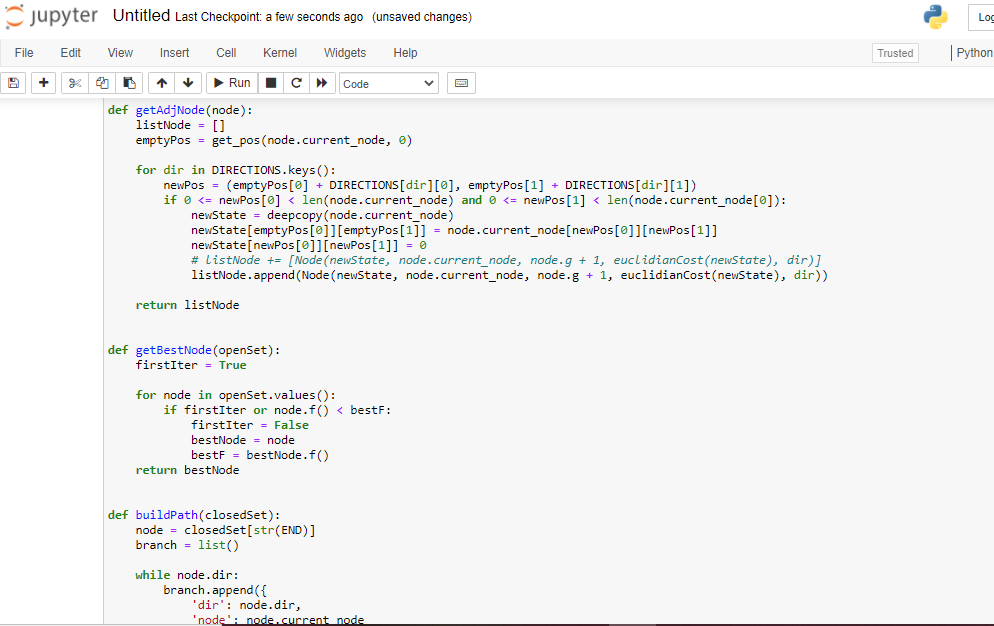 jupyter Untitled Last Checkpoint: a few seconds ago (unsaved changes)
File Edit View Insert Cell Kernel Widgets Help
Trusted Python
Run Code
def getAdjNode(node):
    listNode = []
    emptyPos = get_pos(node.current_node, 0)
    for dir in DIRECTIONS.keys():
        newPos = (emptyPos[0] + DIRECTIONS[dir][0], emptyPos[1] + DIRECTIONS[dir][1])
        if 0 <= newPos[0] < len(node.current_node) and 0 <= newPos[1] < len(node.current_node[0]):
            newState = deepcopy(node.current_node)
            newState[emptyPos[0]][emptyPos[1]] = node.current_node[newPos[0]][newPos[1]]
            newState[newPos[0]][newPos[1]] = 0
            # listNode += [Node(newState, node.current_node, node.g + 1, euclidianCost(newState), dir)]
            listNode.append(Node(newState, node.current_node, node.g + 1, euclidianCost(newState), dir))
    return listNode
def getBestNode(openSet):
    firstIter = True
    for node in openSet.values():
        if firstIter or node.f() < bestF:
            firstIter = False
            bestNode = node
            bestF = bestNode.f()
    return bestNode
def buildPath(closedSet):
    node = closedSet[str(END)]
    branch = list()
    while node.dir:
        branch.append({
            'dir': node.dir,
            'node': node.current_node